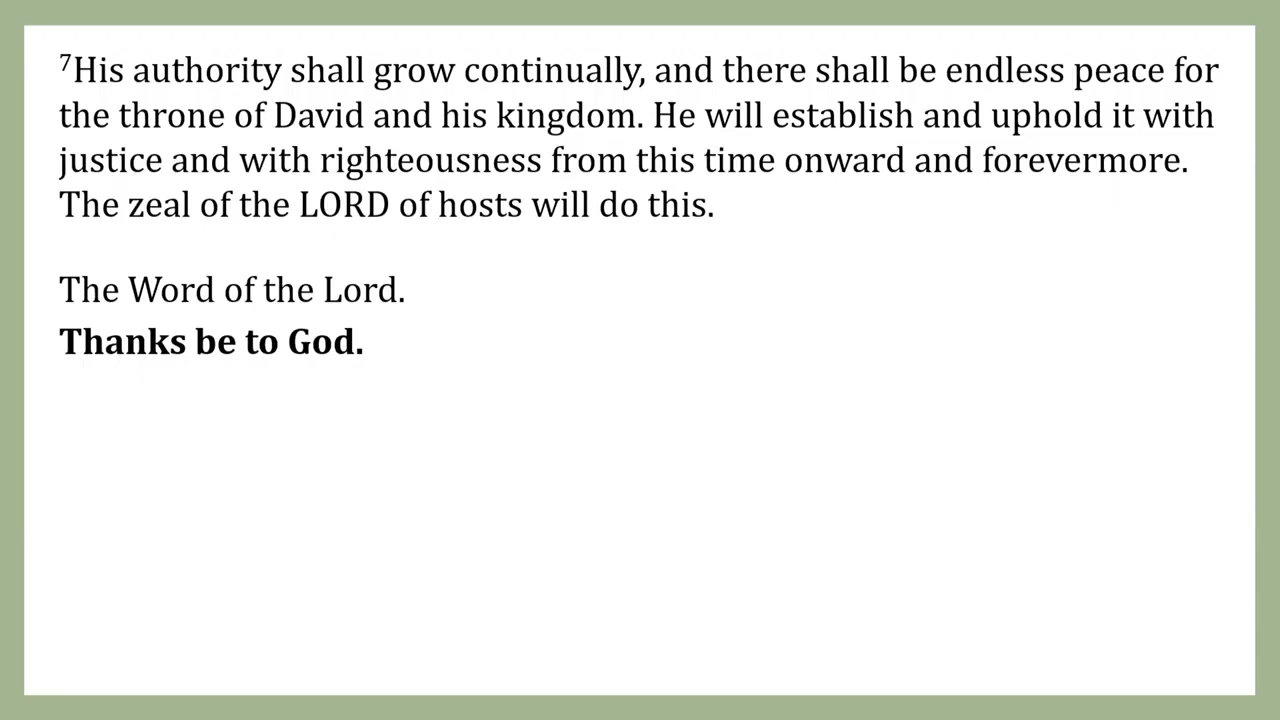 ⁷His authority shall grow continually, and there shall be endless peace for
the throne of David and his kingdom. He will establish and uphold it with
justice and with righteousness from this time onward and forevermore.
The zeal of the LORD of hosts will do this.
The Word of the Lord.
Thanks be to God.